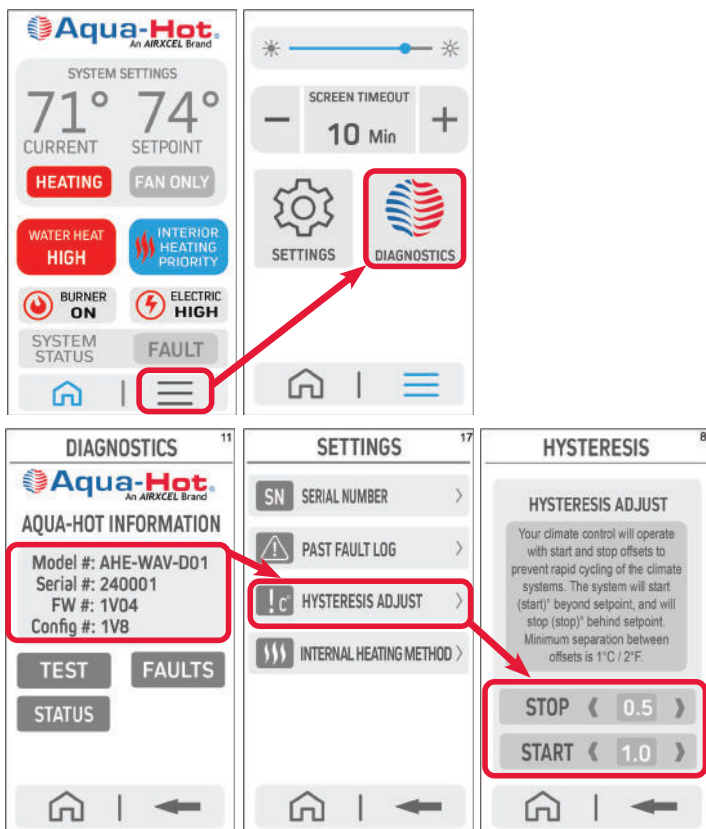 Aqua-Hot.
An AIRXCEL Brand
SYSTEM SETTINGS
71° 74°
CURRENT SETPOINT
HEATING FAN ONLY
WATER HEAT
HIGH
INTERIOR
HEATING
PRIORITY
BURNER
ON
ELECTRIC
HIGH
SYSTEM
STATUS
FAULT
SCREEN TIMEOUT
10 Min
SETTINGS DIAGNOSTICS
DIAGNOSTICS 11
Aqua-Hot.
An AIRXCEL Brand
AQUA-HOT INFORMATION
Model #: AHE-WAV-D01
Serial #: 240001
FW #: 1V04
Config #: 1V8
TEST FAULTS
STATUS
SETTINGS 17
SN SERIAL NUMBER
PAST FAULT LOG
!c° HYSTERESIS ADJUST
INTERNAL HEATING METHOD
HYSTERESIS 8
HYSTERESIS ADJUST
Your climate control will operate
with start and stop offsets to
prevent rapid cycling of the climate
systems. The system will start
(start)° beyond setpoint, and will
stop (stop)° behind setpoint.
Minimum separation between
offsets is 1°C / 2°F.
STOP 0.5
START 1.0